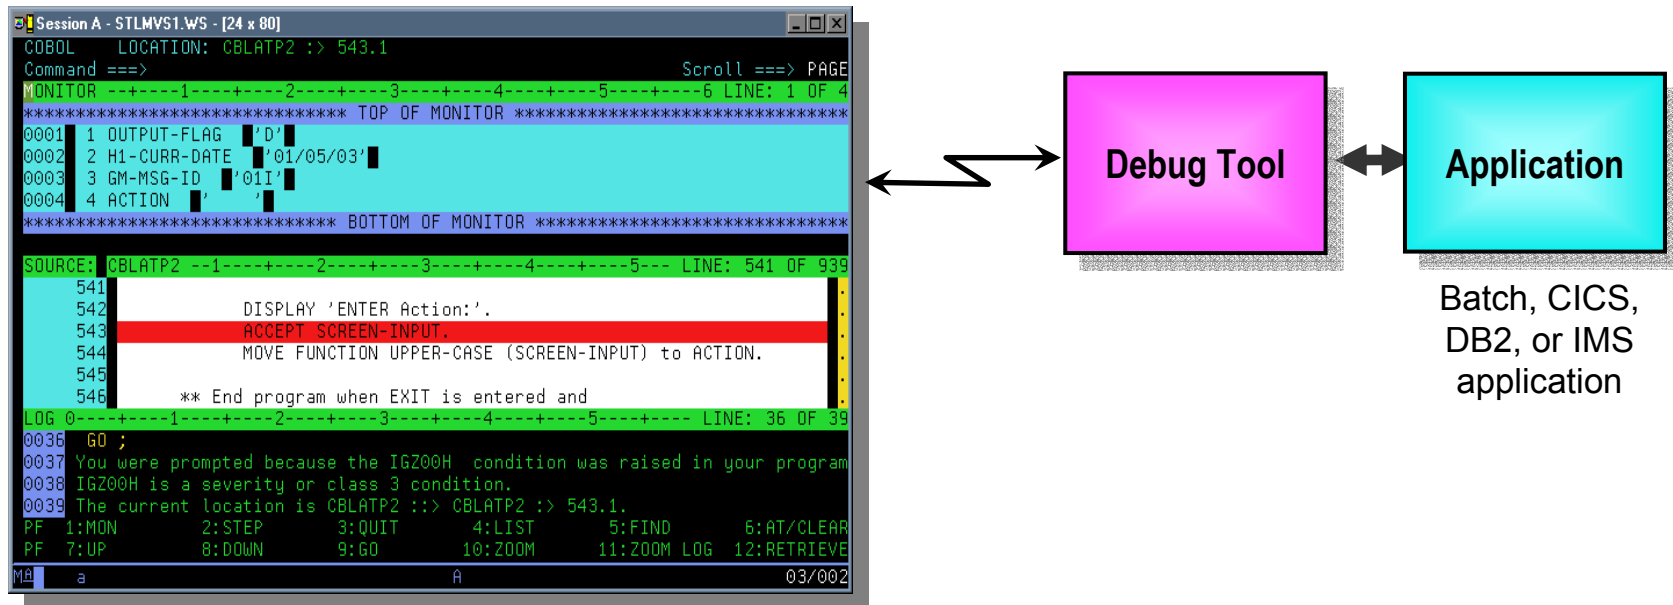 Session A - STLMVS1.WS - [24 x 80]
COBOL    LOCATION: CBLATP2 :> 543.1
Command ===>                                                   Scroll ===> PAGE
MONITOR --+----1----+----2----+----3----+----4----+----5----+----6 LINE: 1 OF 4
******************************* TOP OF MONITOR ********************************
0001  1 OUTPUT-FLAG   'D'
0002  2 H1-CURR-DATE   '01/05/03'
0003  3 GM-MSG-ID   '01I'
0004  4 ACTION   '    '
****************************** BOTTOM OF MONITOR ******************************
SOURCE: CBLATP2 --1----+----2----+----3----+----4----+----5--- LINE: 541 OF 939
541 .
542 DISPLAY 'ENTER Action:'. .
543 ACCEPT SCREEN-INPUT. .
544 MOVE FUNCTION UPPER-CASE (SCREEN-INPUT) to ACTION. .
545 .
546 ** End program when EXIT is entered and .
LOG 0----+----1----+----2----+----3----+----4----+----5----+---- LINE: 36 OF 39
0036  GO ;
0037 You were prompted because the IGZ00H  condition was raised in your program
0038 IGZ00H is a severity or class 3 condition.
0039 The current location is CBLATP2 ::> CBLATP2 :> 543.1.
PF  1:MON        2:STEP       3:QUIT       4:LIST       5:FIND       6:AT/CLEAR
PF  7:UP         8:DOWN       9:GO        10:ZOOM      11:ZOOM LOG  12:RETRIEVE
MA    a                                    A                               03/002
Debug Tool
Application
Batch, CICS,
DB2, or IMS
application